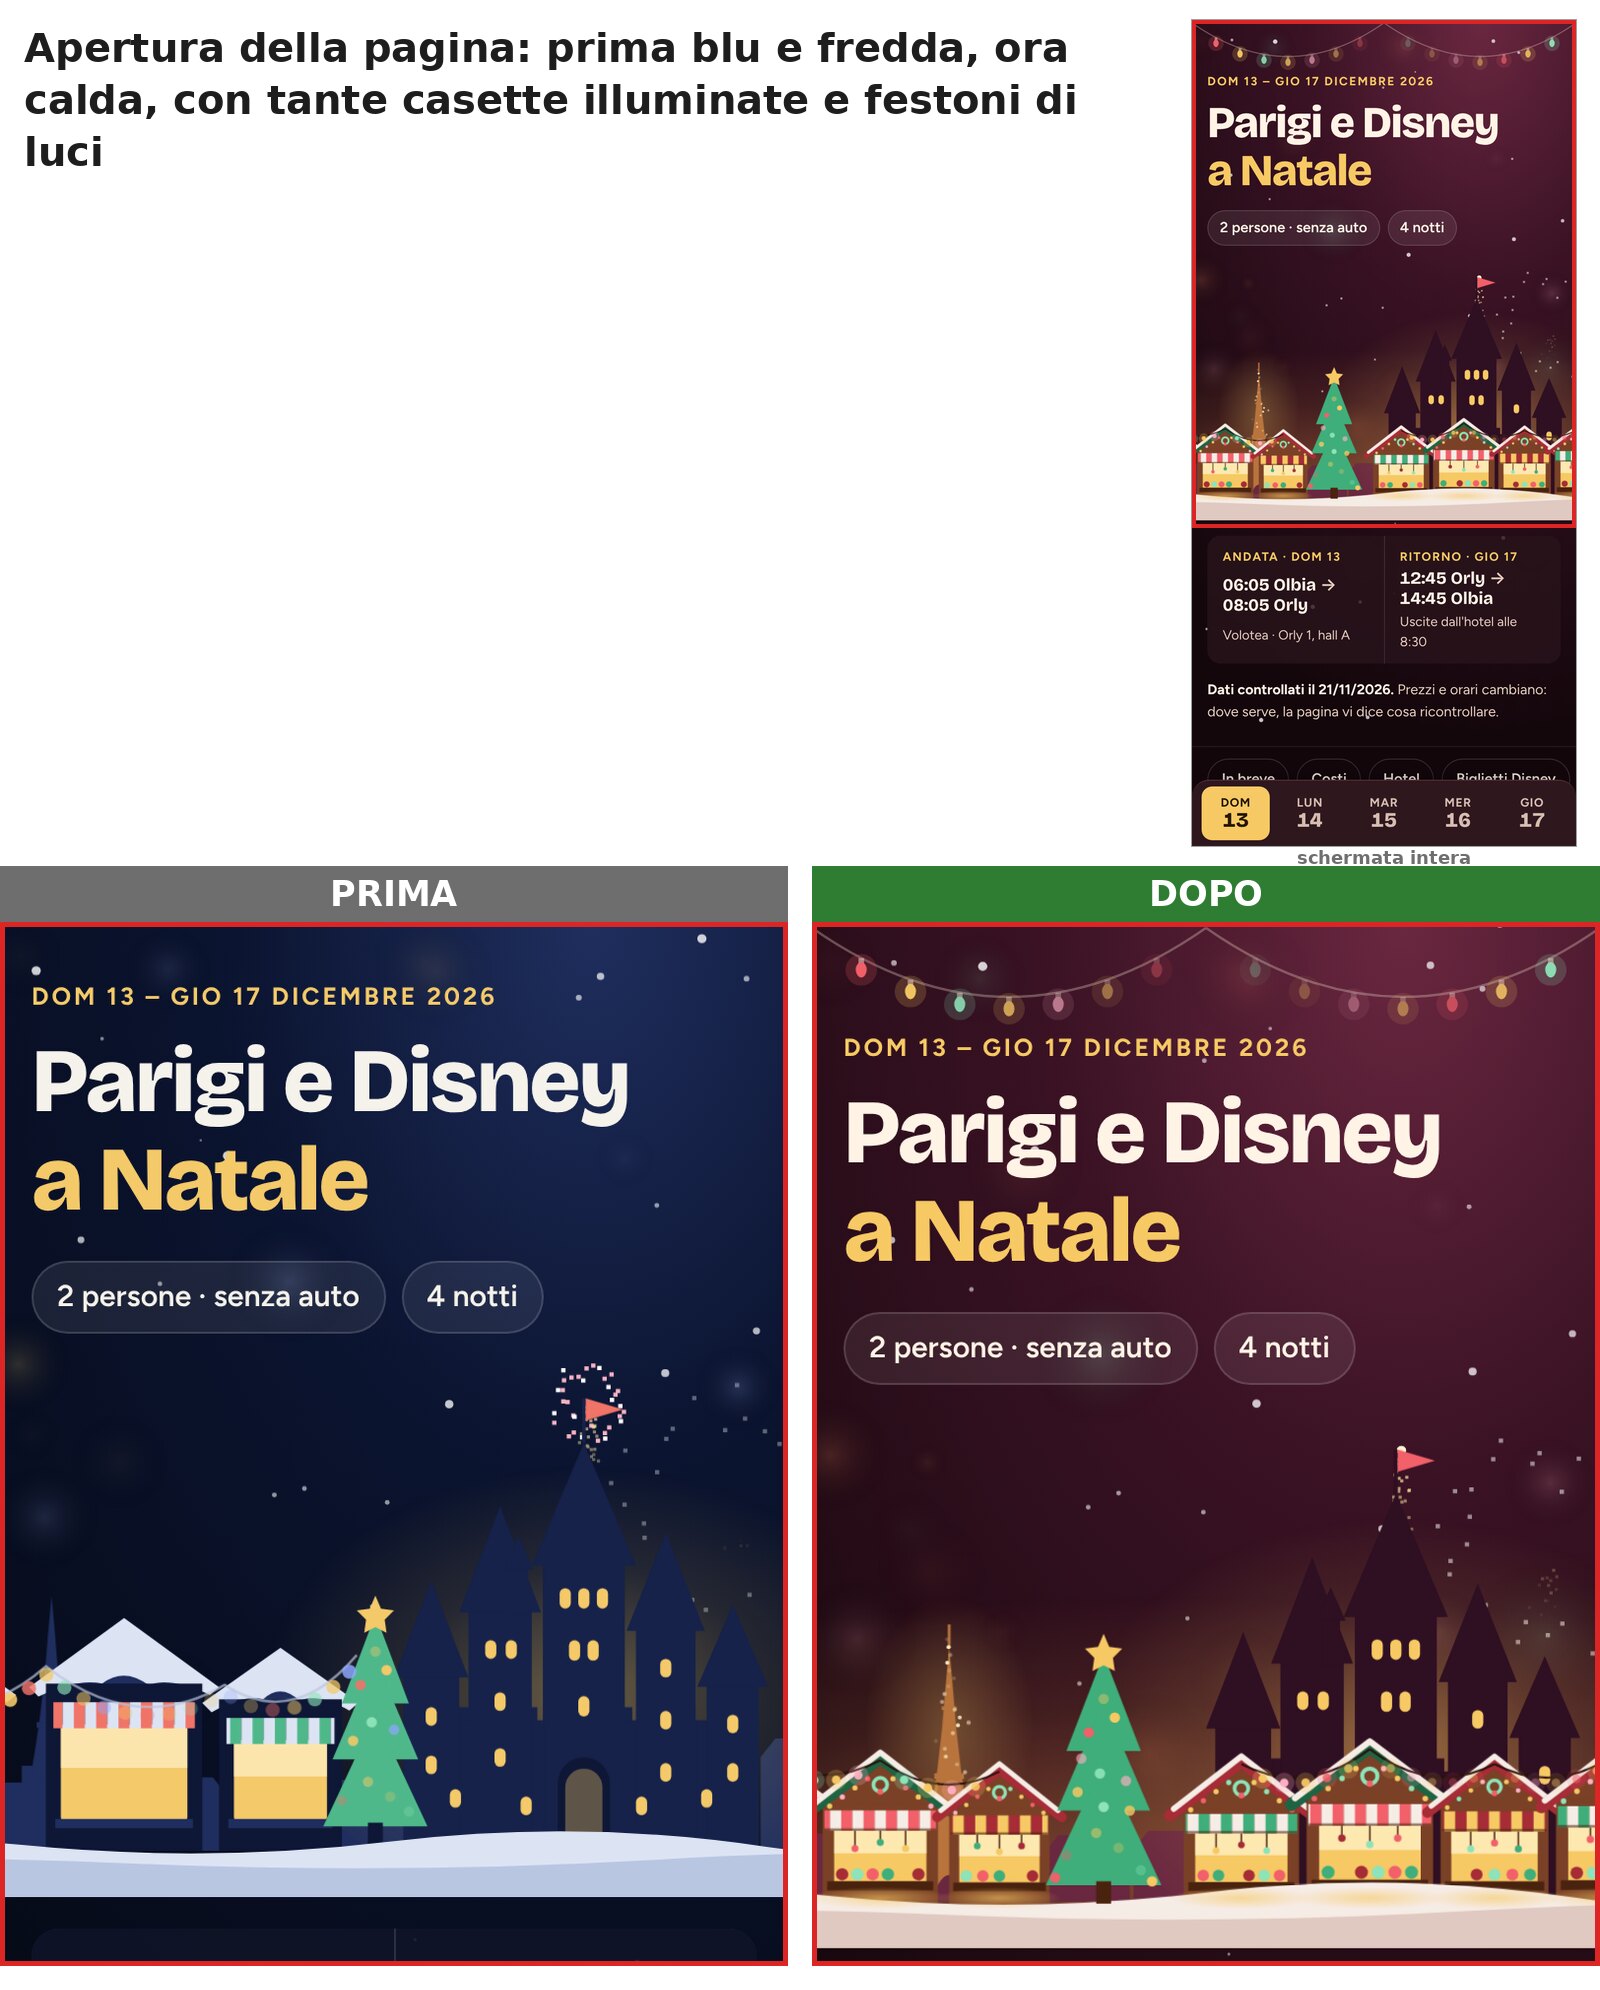 Apertura della pagina: prima blu e fredda, ora
calda, con tante casette illuminate e festoni di
luci
DOM 13 – GIO 17 DICEMBRE 2026
Parigi e Disney
a Natale
2 persone · senza auto
4 notti
ANDATA · DOM 13
06:05 Olbia →
08:05 Orly
Volotea · Orly 1, hall A
RITORNO · GIO 17
12:45 Orly →
14:45 Olbia
Uscite dall'hotel alle
8:30
Dati controllati il 21/11/2026. Prezzi e orari cambiano:
dove serve, la pagina vi dice cosa ricontrollare.
In breve
Costi
Hotel
Biglietti Disney
DOM
13
LUN
14
MAR
15
MER
16
GIO
17
schermata intera
PRIMA
DOM 13 – GIO 17 DICEMBRE 2026
Parigi e Disney
a Natale
2 persone · senza auto
4 notti
DOPO
DOM 13 – GIO 17 DICEMBRE 2026
Parigi e Disney
a Natale
2 persone · senza auto
4 notti